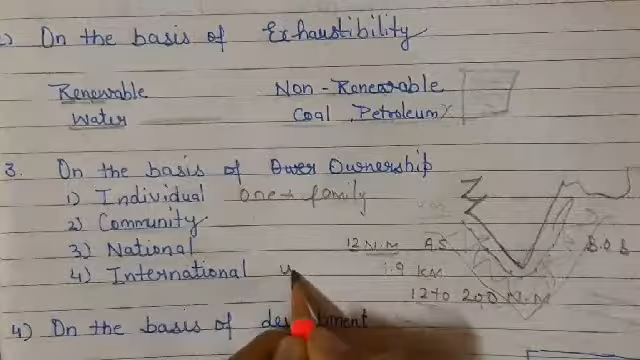 2) On the basis of Exhaustibility
Renewable Non-Renewable
Water Coal, Petroleum
3. On the basis of Ownership
1) Individual one family
2) Community
3) National
12 N.M A.S B.O.B
4) International
1.9 KM
12 to 200 N.M
4) On the basis of